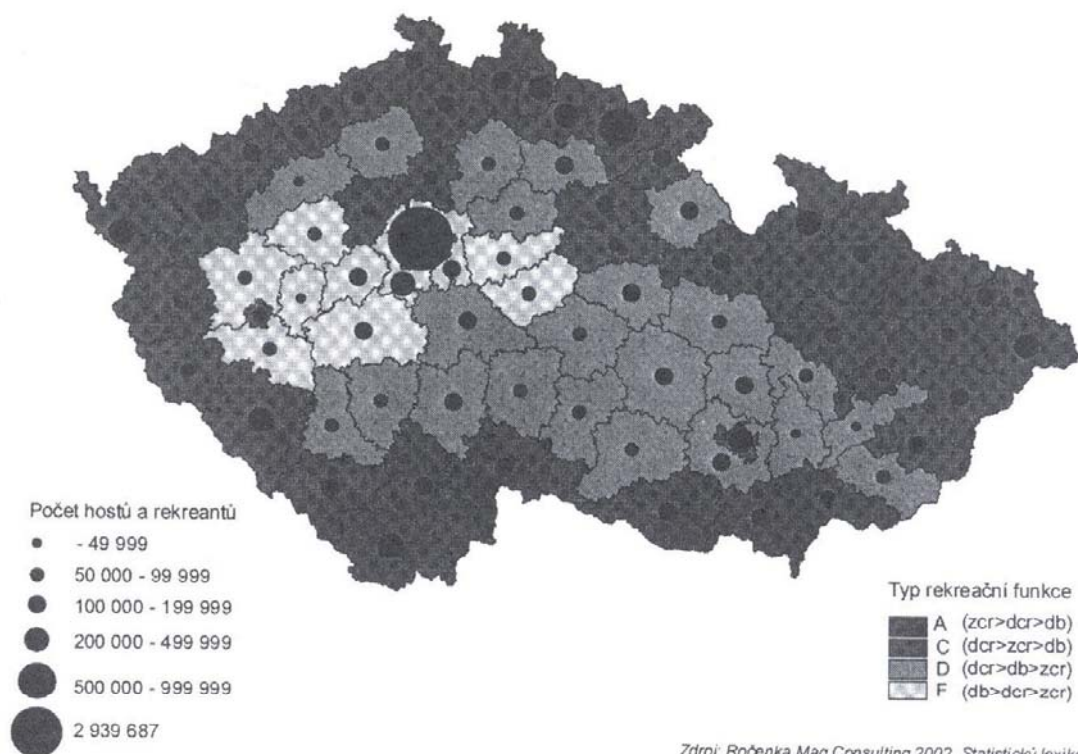 Počet hostů a rekreantů
- 49 999
50 000 - 99 999
100 000 - 199 999
200 000 - 499 999
500 000 - 999 999
2 939 687
Typ rekreační funkce
A (zcr>dcr>db)
C (dcr>zcr>db)
D (dcr>db>zcr)
F (db>dcr>zcr)
Zdroj: Ročenka Mag Consulting 2002, Statistický